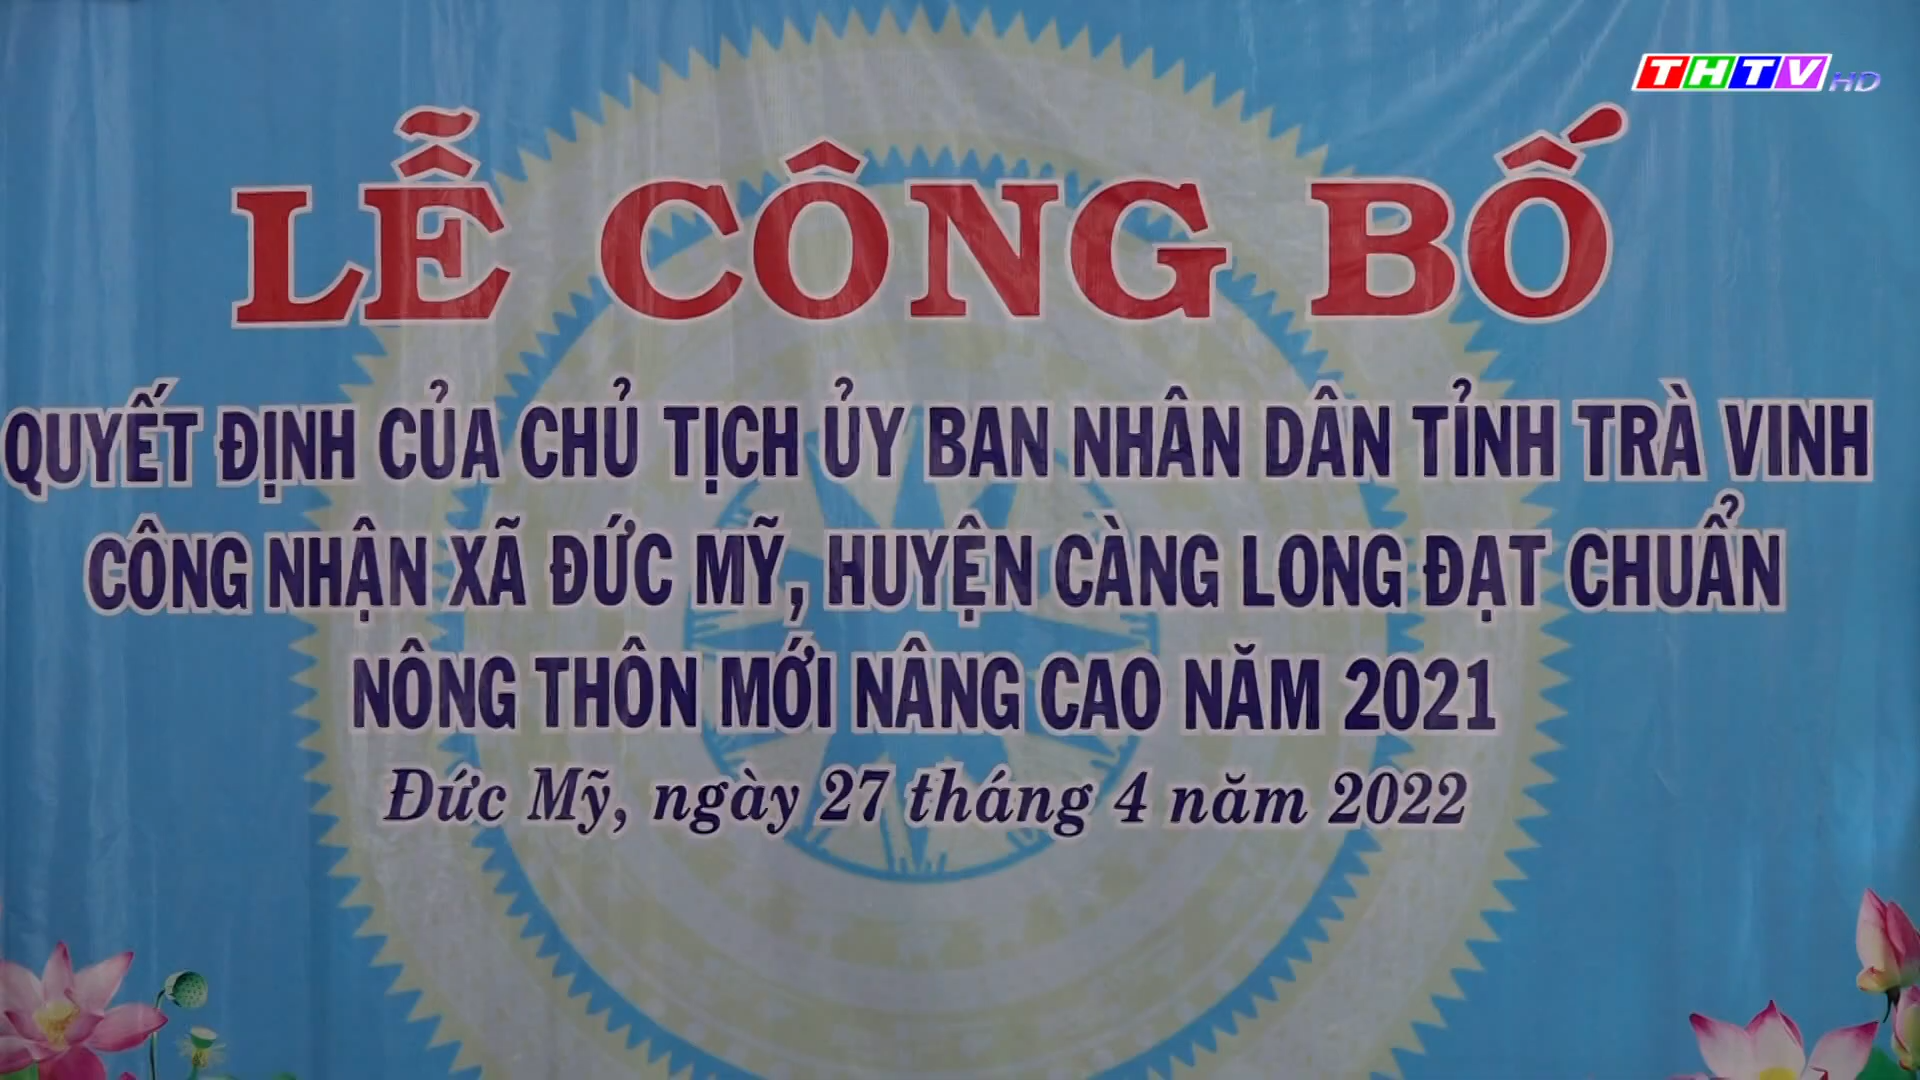 THTV HD
LỄ CÔNG BỐ
QUYẾT ĐỊNH CỦA CHỦ TỊCH ỦY BAN NHÂN DÂN TỈNH TRÀ VINH
CÔNG NHẬN XÃ ĐỨC MỸ, HUYỆN CÀNG LONG ĐẠT CHUẨN
NÔNG THÔN MỚI NÂNG CAO NĂM 2021
Đức Mỹ, ngày 27 tháng 4 năm 2022